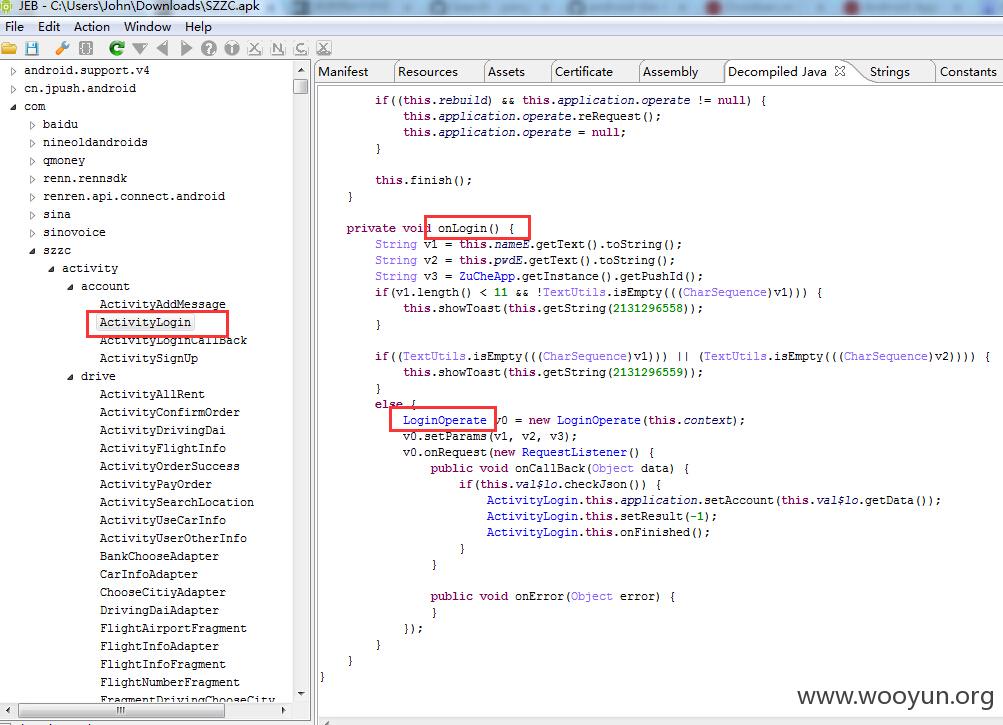 JEB - C:\Users\John\Downloads\SZZC.apk
File Edit Action Window Help
android.support.v4
cn.jpush.android
com
baidu
nineoldandroids
qmoney
renn.rennsdk
renren.api.connect.android
sina
sinovoice
szzc
activity
account
ActivityAddMessage
ActivityLogin
ActivityLoginCallBack
ActivitySignUp
drive
ActivityAllRent
ActivityConfirmOrder
ActivityDrivingDai
ActivityFlightInfo
ActivityOrderSuccess
ActivityPayOrder
ActivitySearchLocation
ActivityUseCarInfo
ActivityUserOtherInfo
BankChooseAdapter
CarInfoAdapter
ChooseCitiyAdapter
DrivingDaiAdapter
FlightAirportFragment
FlightInfoAdapter
FlightInfoFragment
FlightNumberFragment
FragmentDrivingChooseCity
Manifest Resources Assets Certificate Assembly Decompiled Java Strings Constants
if((this.rebuild) && this.application.operate != null) {
this.application.operate.reRequest();
this.application.operate = null;
}
this.finish();
}
private void onLogin() {
String v1 = this.nameE.getText().toString();
String v2 = this.pwdE.getText().toString();
String v3 = ZuCheApp.getInstance().getPushId();
if(v1.length() < 11 && !TextUtils.isEmpty(((CharSequence)v1))) {
this.showToast(this.getString(2131296558));
}
if((TextUtils.isEmpty(((CharSequence)v1))) || (TextUtils.isEmpty(((CharSequence)v2)))) {
this.showToast(this.getString(2131296559));
}
else {
LoginOperate v0 = new LoginOperate(this.context);
v0.setParams(v1, v2, v3);
v0.onRequest(new RequestListener() {
public void onCallBack(Object data) {
if(this.val$lo.checkJson()) {
ActivityLogin.this.application.setAccount(this.val$lo.getData());
ActivityLogin.this.setResult(-1);
ActivityLogin.this.onFinished();
}
}
public void onError(Object error) {
}
});
}
}
}
www.wooyun.org